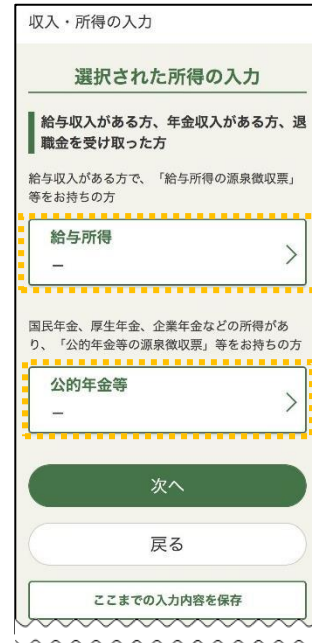 収入・所得の入力
選択された所得の入力
給与収入がある方、年金収入がある方、退
職金を受け取った方
給与収入がある方で、「給与所得の源泉徴収票」
等をお持ちの方
給与所得
–
国民年金、厚生年金、企業年金などの所得があ
り、「公的年金等の源泉徴収票」等をお持ちの方
公的年金等
–
次へ
戻る
ここまでの入力内容を保存